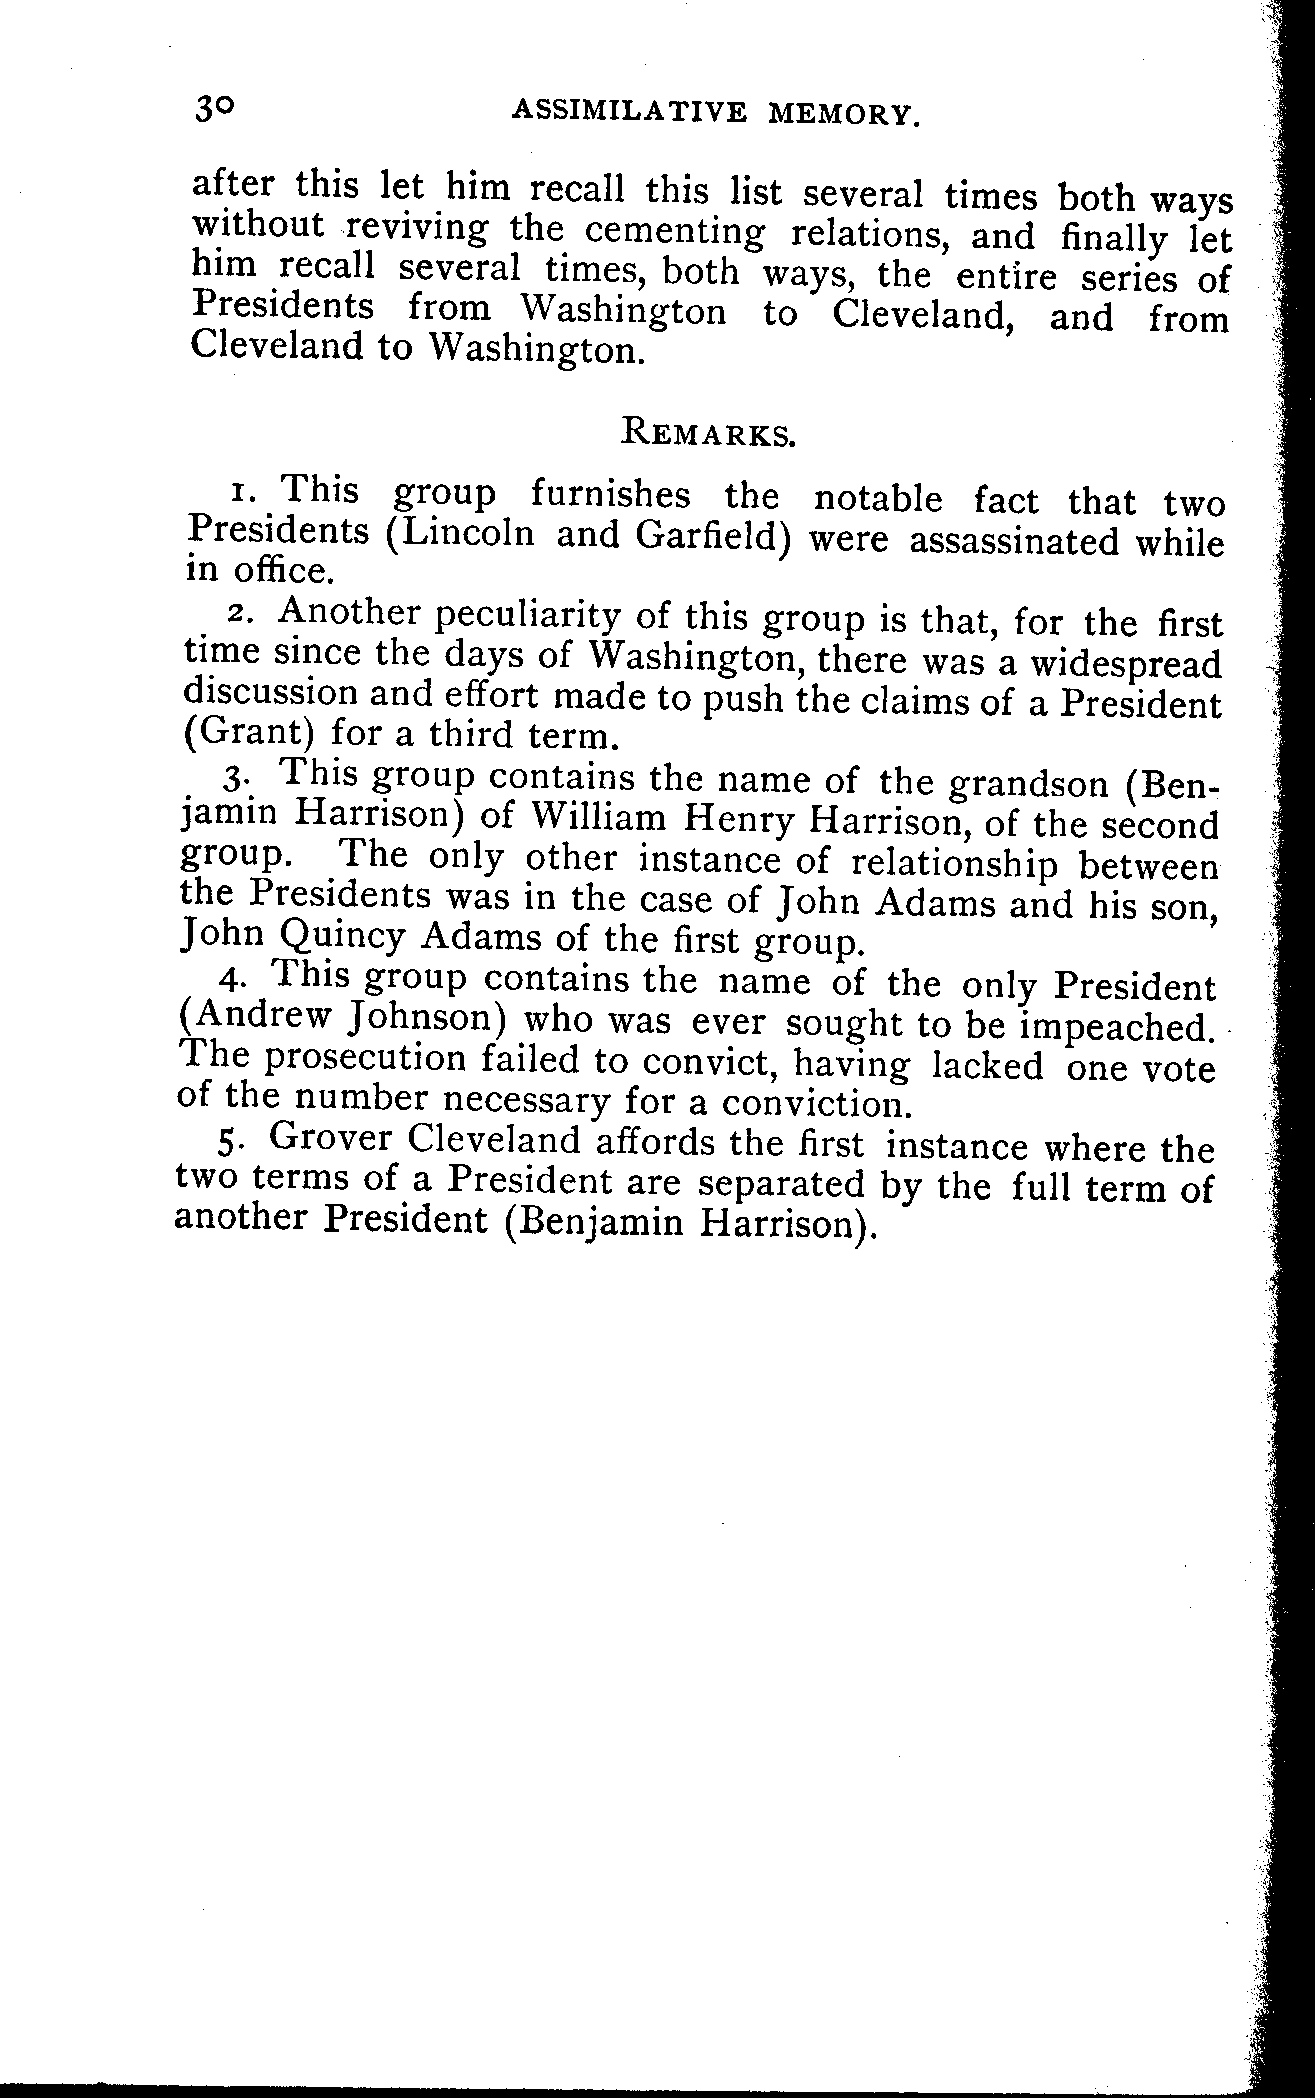 30 ASSIMILATIVE MEMORY.
after this let him recall this list several times both ways
without reviving the cementing relations, and finally let
him recall several times, both ways, the entire series of
Presidents from Washington to Cleveland, and from
Cleveland to Washington.
REMARKS.
1. This group furnishes the notable fact that two
Presidents (Lincoln and Garfield) were assassinated while
in office.
2. Another peculiarity of this group is that, for the first
time since the days of Washington, there was a widespread
discussion and effort made to push the claims of a President
(Grant) for a third term.
3. This group contains the name of the grandson (Ben-
jamin Harrison) of William Henry Harrison, of the second
group. The only other instance of relationship between
the Presidents was in the case of John Adams and his son,
John Quincy Adams of the first group.
4. This group contains the name of the only President
(Andrew Johnson) who was ever sought to be impeached.
The prosecution failed to convict, having lacked one vote
of the number necessary for a conviction.
5. Grover Cleveland affords the first instance where the
two terms of a President are separated by the full term of
another President (Benjamin Harrison).